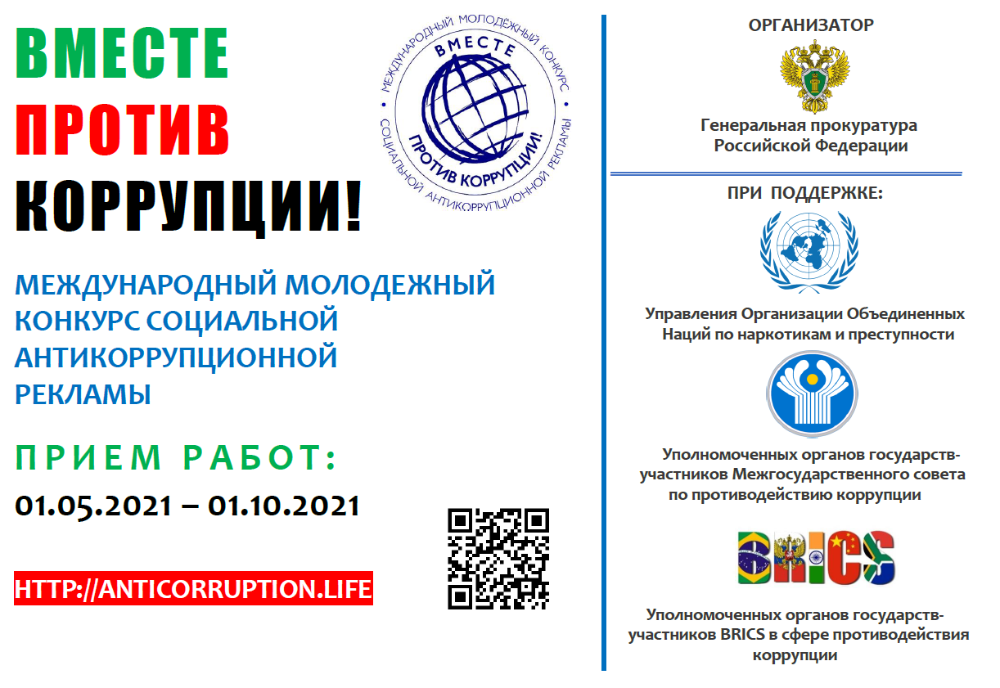 ВМЕСТЕ
ПРОТИВ
КОРРУПЦИИ!
МЕЖДУНАРОДНЫЙ МОЛОДЁЖНЫЙ КОНКУРС
СОЦИАЛЬНОЙ АНТИКОРРУПЦИОННОЙ РЕКЛАМЫ
ВМЕСТЕ
ПРОТИВ КОРРУПЦИИ!
МЕЖДУНАРОДНЫЙ МОЛОДЕЖНЫЙ
КОНКУРС СОЦИАЛЬНОЙ
АНТИКОРРУПЦИОННОЙ
РЕКЛАМЫ
ПРИЕМ РАБОТ:
01.05.2021 – 01.10.2021
HTTP://ANTICORRUPTION.LIFE
ОРГАНИЗАТОР
Генеральная прокуратура
Российской Федерации
ПРИ ПОДДЕРЖКЕ:
Управления Организации Объединенных
Наций по наркотикам и преступности
Уполномоченных органов государств-
участников Межгосударственного совета
по противодействию коррупции
BRICS
Уполномоченных органов государств-
участников BRICS в сфере противодействия
коррупции